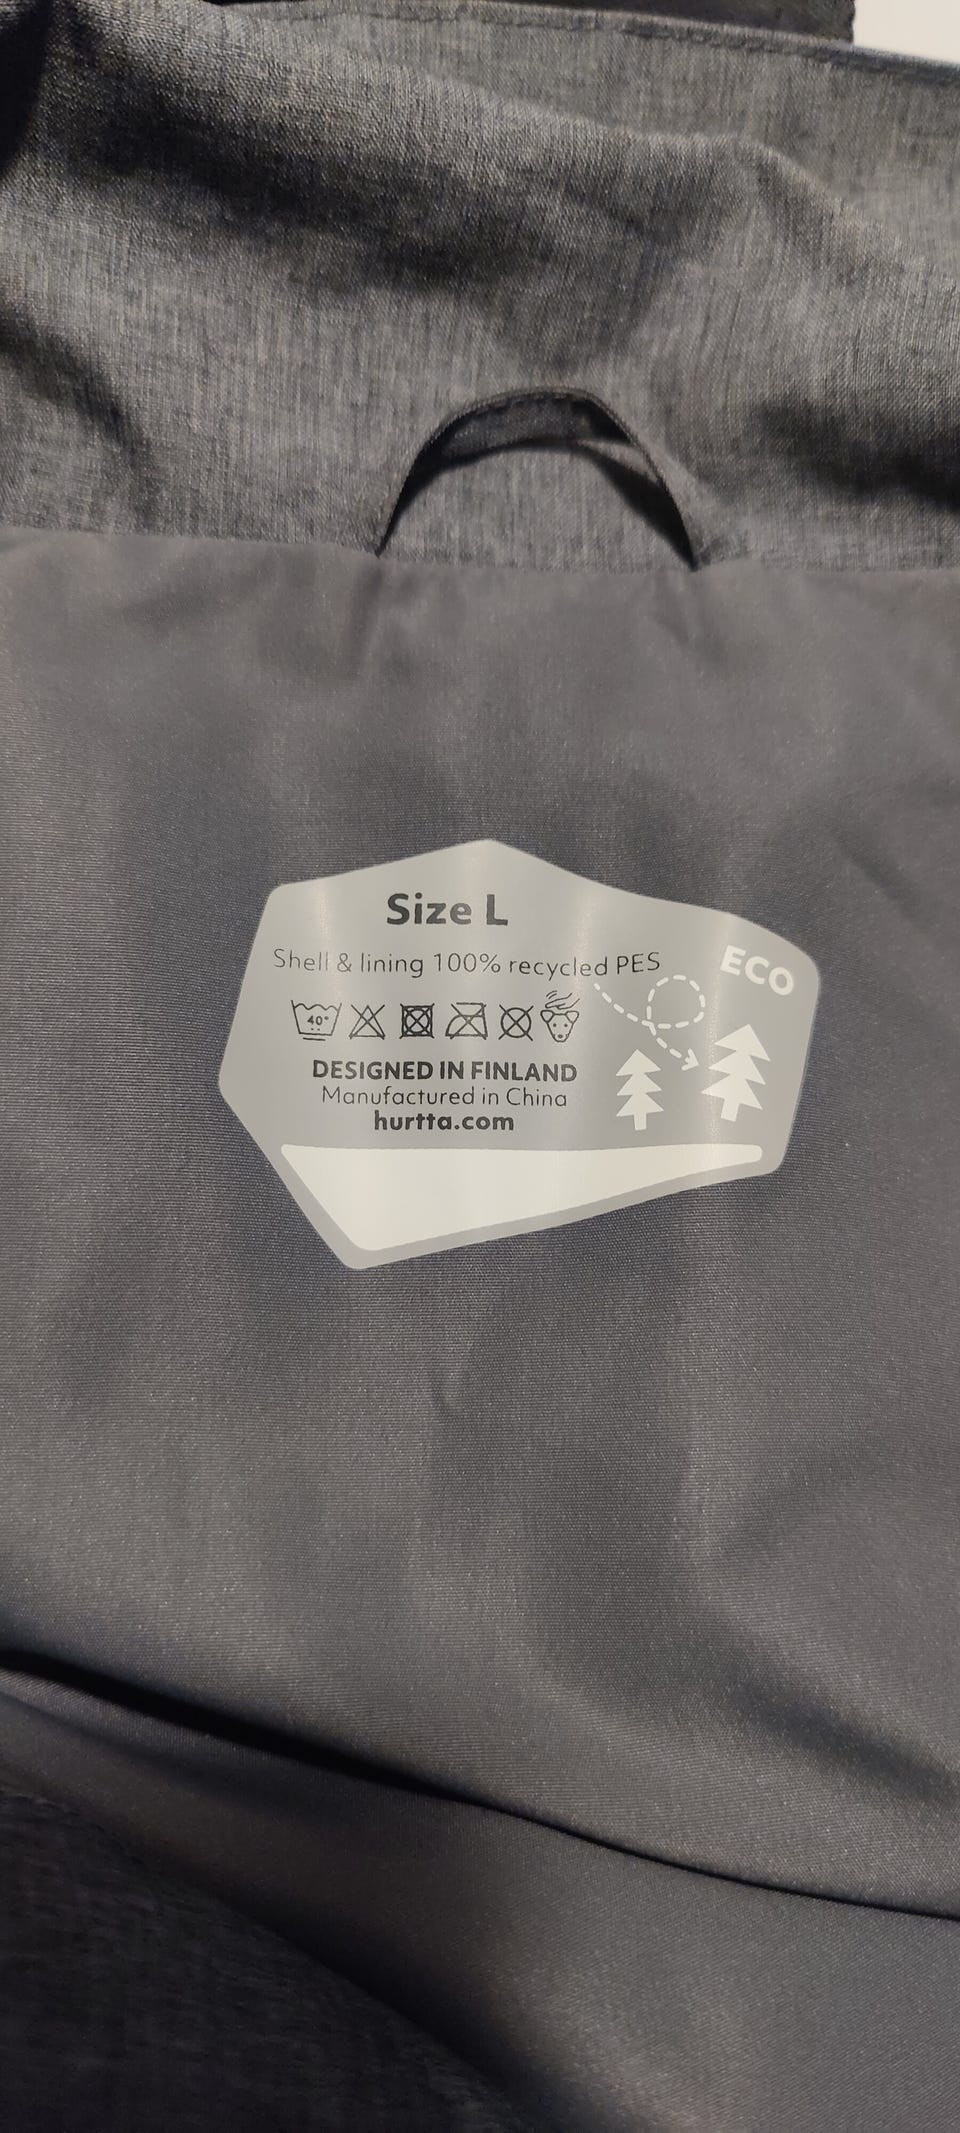 Size L
Shell & lining 100% recycled PES
ECO
40°
DESIGNED IN FINLAND
Manufactured in China
hurtta.com